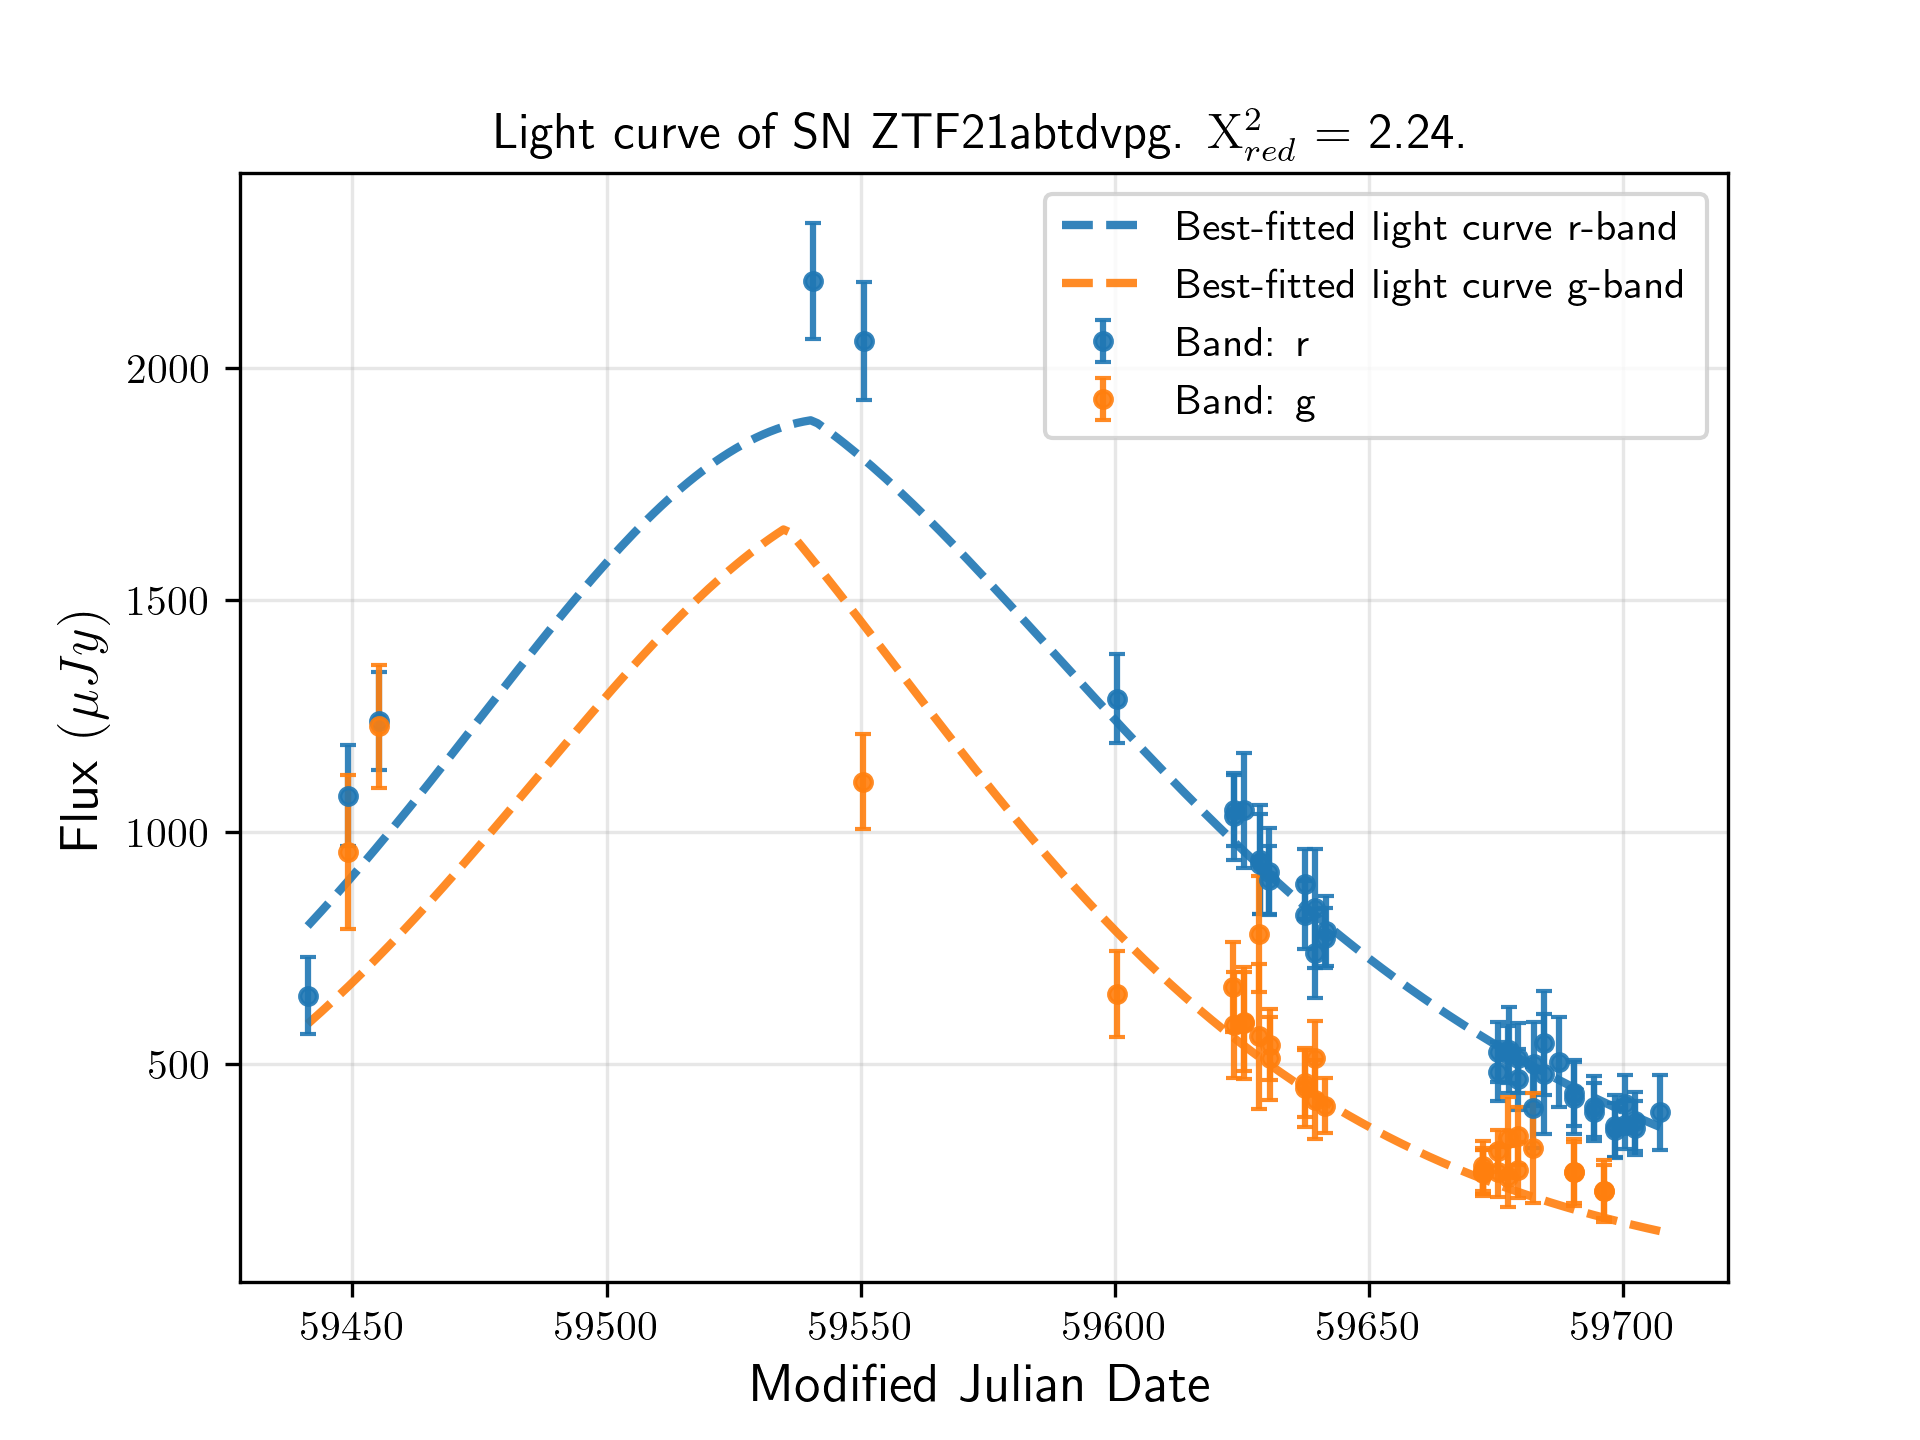 Light curve of SN ZTF21abtdvpg. X²red = 2.24.
Best-fitted light curve r-band
Best-fitted light curve g-band
Band: r
Band: g
2000
1500
1000
500
Flux (μJy)
59450 59500 59550 59600 59650 59700
Modified Julian Date